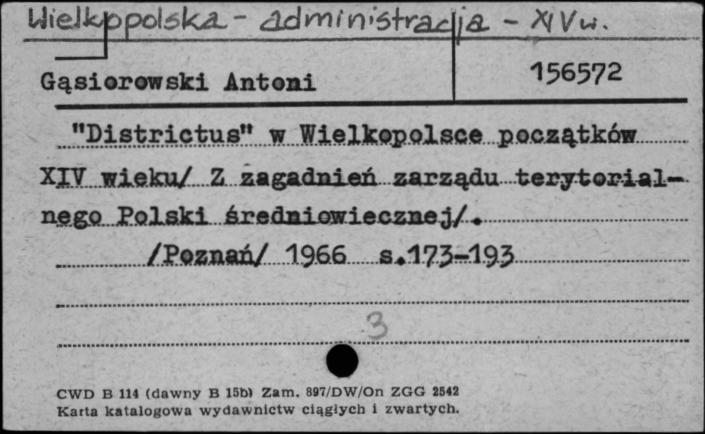 Wielkopolska - administracja - XIV w.
Gąsiorowski Antoni
156572
"Districtus" w Wielkopolsce początków
XIV wieku/ Z zagadnień zarządu terytorial-
nego Polski średniowiecznej/.
/Poznań/ 1966 s.173-193
3
CWD B 114 (dawny B 15b) Zam. 897/DW/On ZGG 2542
Karta katalogowa wydawnictw ciągłych i zwartych.